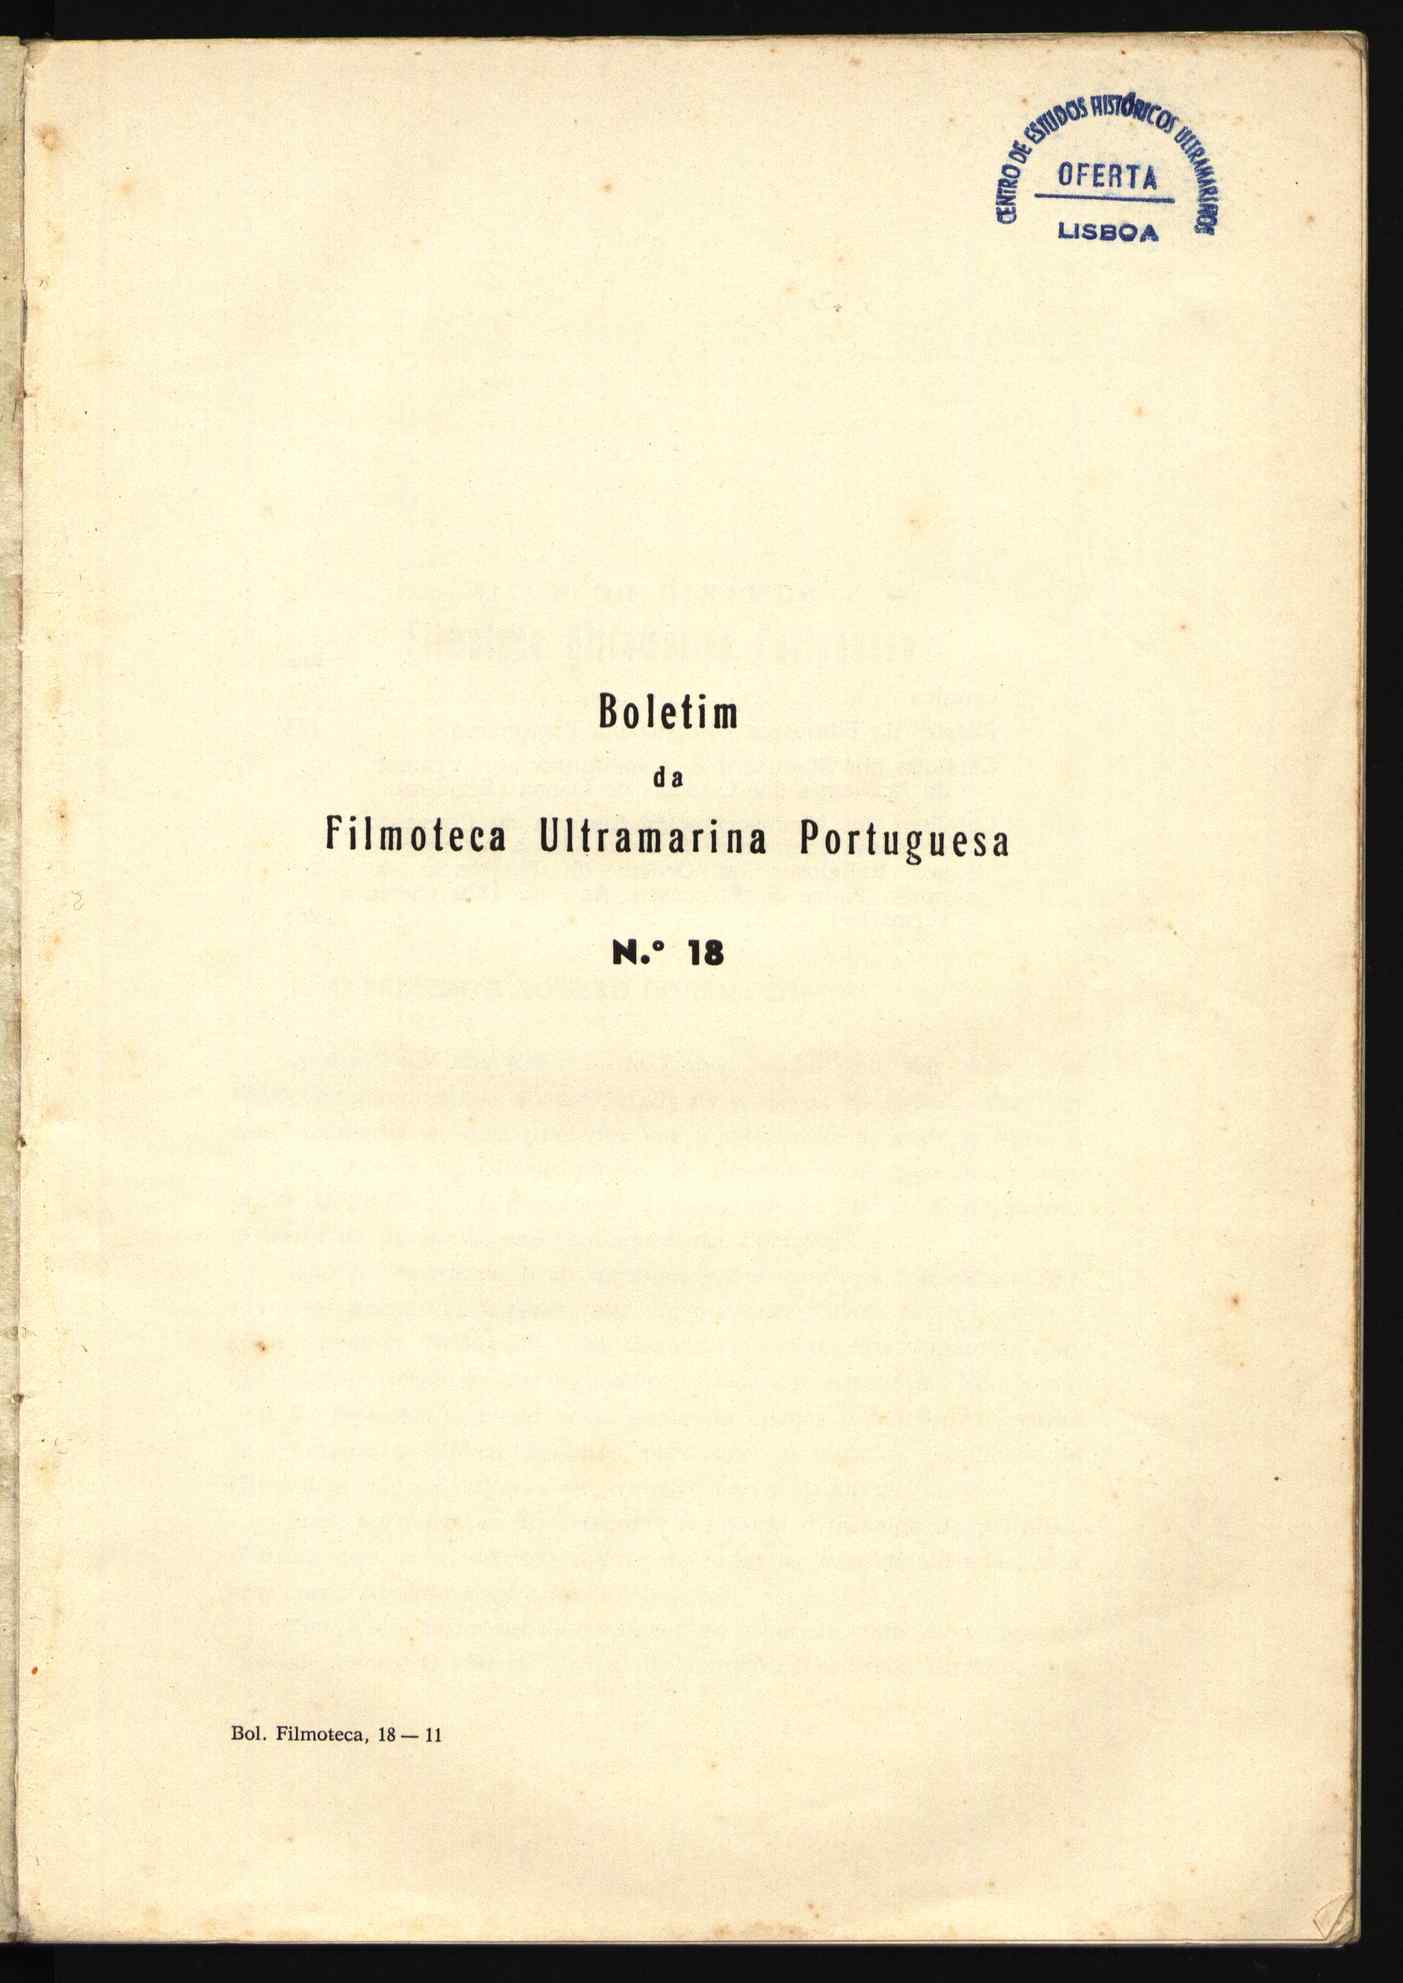 CENTRO DE ESTUDOS HISTÓRICOS ULTRAMARINOS
OFERTA
LISBOA
Boletim
da
Filmoteca Ultramarina Portuguesa
N.º 18
Bol. Filmoteca, 18 — 11